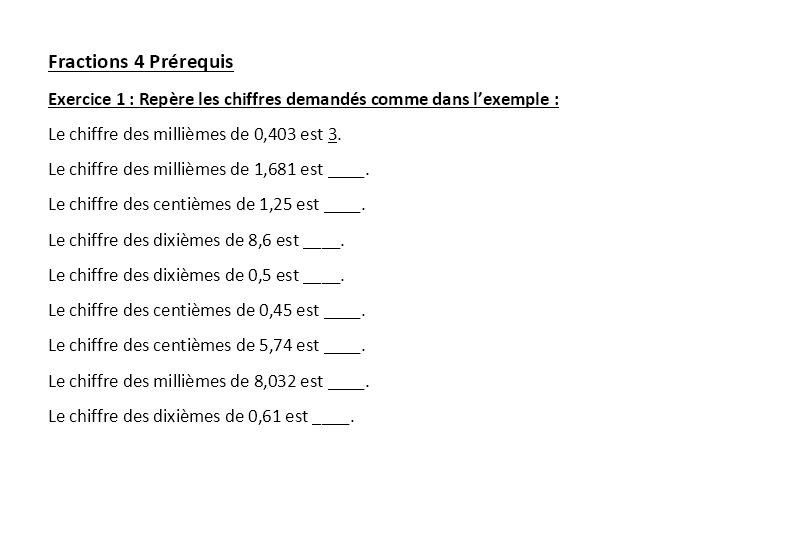 Fractions 4 Prérequis
Exercice 1 : Repère les chiffres demandés comme dans l’exemple :
Le chiffre des millièmes de 0,403 est 3.
Le chiffre des millièmes de 1,681 est ____.
Le chiffre des centièmes de 1,25 est ____.
Le chiffre des dixièmes de 8,6 est ____.
Le chiffre des dixièmes de 0,5 est ____.
Le chiffre des centièmes de 0,45 est ____.
Le chiffre des centièmes de 5,74 est ____.
Le chiffre des millièmes de 8,032 est ____.
Le chiffre des dixièmes de 0,61 est ____.